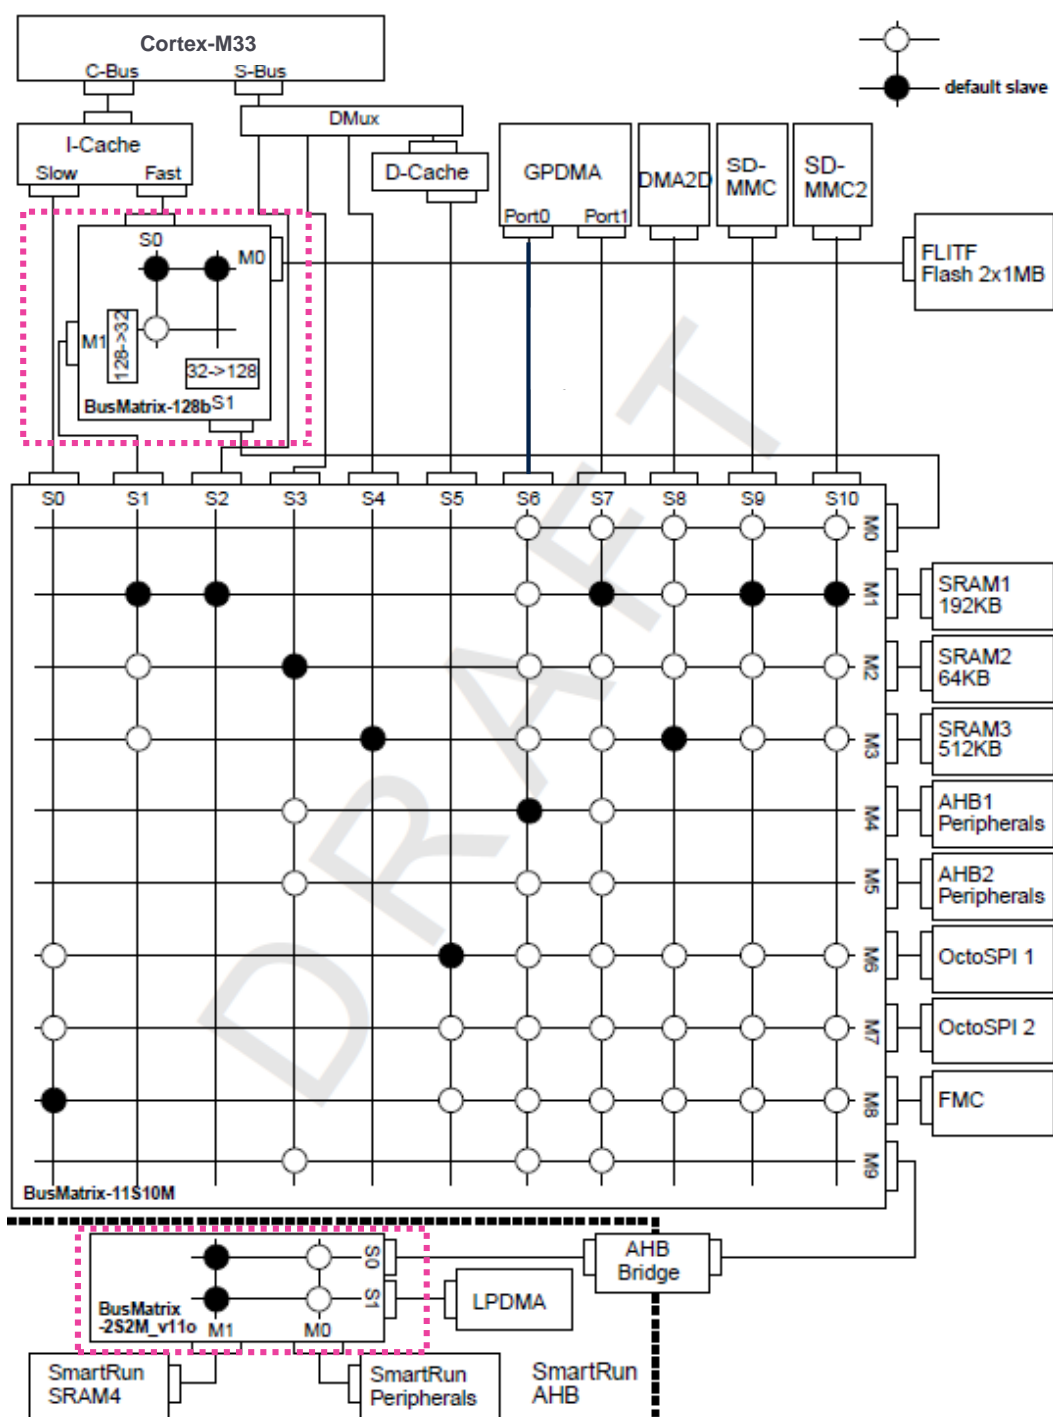 Cortex-M33
C-Bus
S-Bus
default slave
DMux
I-Cache
Slow
Fast
D-Cache
GPDMA
Port0
Port1
DMA2D
SD-
MMC
SD-
MMC2
S0
M0
FLITF
Flash 2x1MB
M1
128->32
32->128
BusMatrix-128b
S1
S0
S1
S2
S3
S4
S5
S6
S7
S8
S9
S10
M0
M1
SRAM1
192KB
M2
SRAM2
64KB
M3
SRAM3
512KB
M4
AHB1
Peripherals
M5
AHB2
Peripherals
M6
OctoSPI 1
M7
OctoSPI 2
M8
FMC
M9
BusMatrix-11S10M
DRAFT
S0
AHB
Bridge
S1
LPDMA
BusMatrix
-2S2M_v11o
M1
M0
SmartRun
SRAM4
SmartRun
Peripherals
SmartRun
AHB